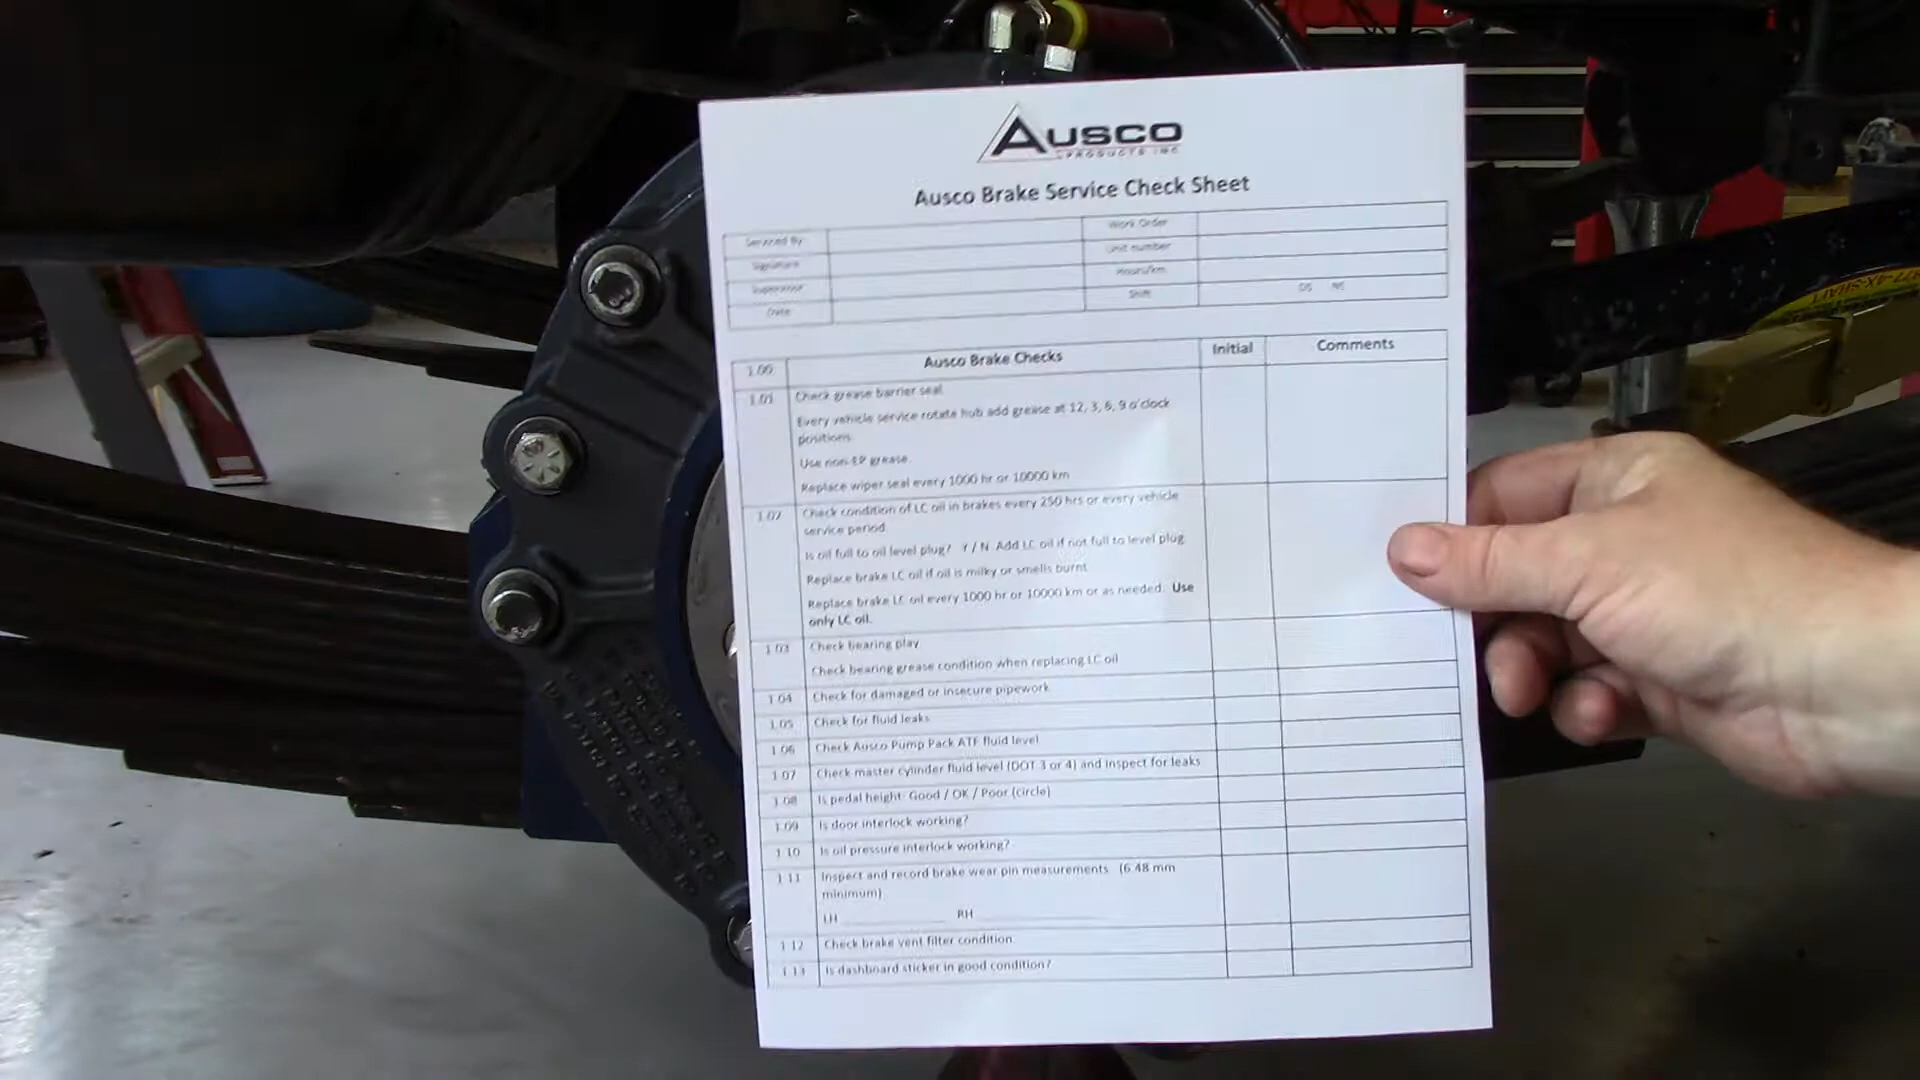 AUSCO
PRODUCTS INC.
Ausco Brake Service Check Sheet
Serviced By
Work Order
Signature
Unit number
Supervisor
Hours/km
Date
Shift
DS NS
1.00 Ausco Brake Checks Initial Comments
1.01 Check grease barrier seal
Every vehicle service rotate hub add grease at 12, 3, 6, 9 o'clock
positions
Use non-EP grease.
Replace wiper seal every 1000 hr or 10000 km
1.02 Check condition of LC oil in brakes every 250 hrs or every vehicle
service period
Is oil full to oil level plug? Y / N Add LC oil if not full to level plug
Replace brake LC oil if oil is milky or smells burnt
Replace brake LC oil every 1000 hr or 10000 km or as needed. Use
only LC oil.
1.03 Check bearing play
Check bearing grease condition when replacing LC oil
1.04 Check for damaged or insecure pipework
1.05 Check for fluid leaks
1.06 Check Ausco Pump Pack ATF fluid level
1.07 Check master cylinder fluid level (DOT 3 or 4) and inspect for leaks
1.08 Is pedal height Good / OK / Poor (circle)
1.09 Is door interlock working?
1.10 Is oil pressure interlock working?
1.11 Inspect and record brake wear pin measurements (6.48 mm
minimum)
LH RH
1.12 Check brake vent filter condition
1.13 Is dashboard sticker in good condition?